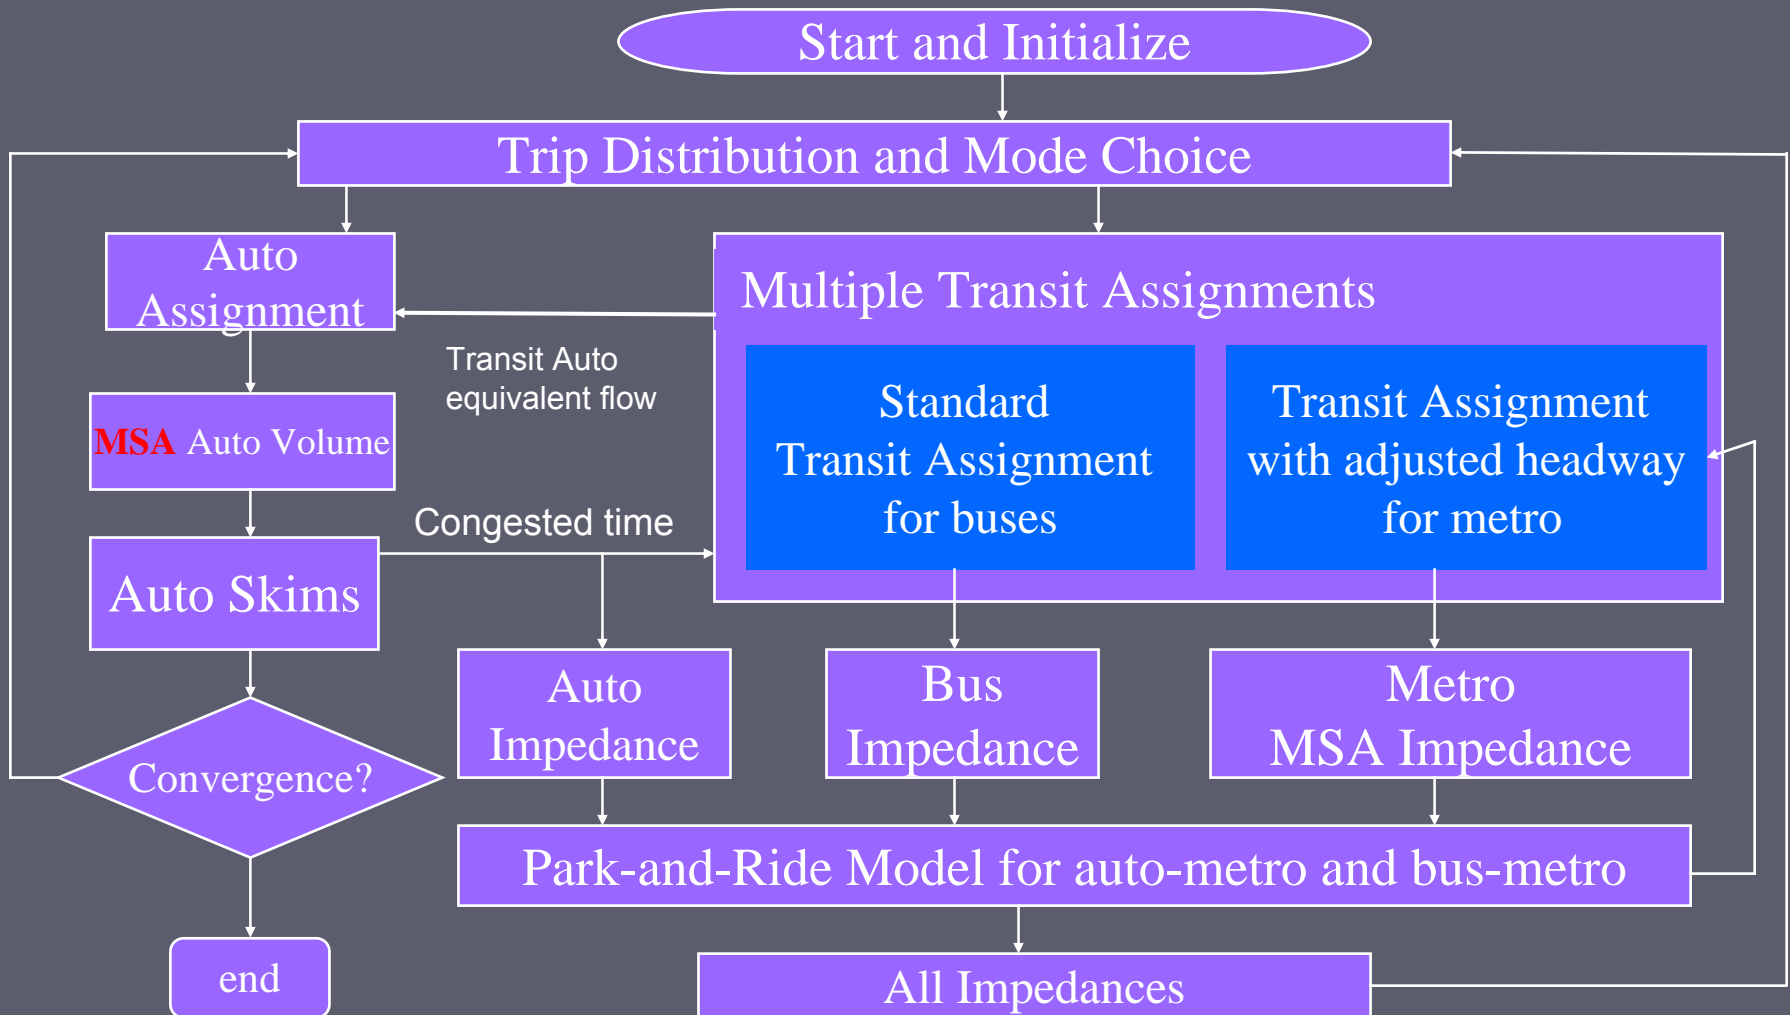 Start and Initialize
Trip Distribution and Mode Choice
Auto
Assignment
Multiple Transit Assignments
Transit Auto
equivalent flow
MSA Auto Volume
Standard
Transit Assignment
for buses
Transit Assignment
with adjusted headway
for metro
Congested time
Auto Skims
Auto
Impedance
Bus
Impedance
Metro
MSA Impedance
Convergence?
Park-and-Ride Model for auto-metro and bus-metro
end
All Impedances